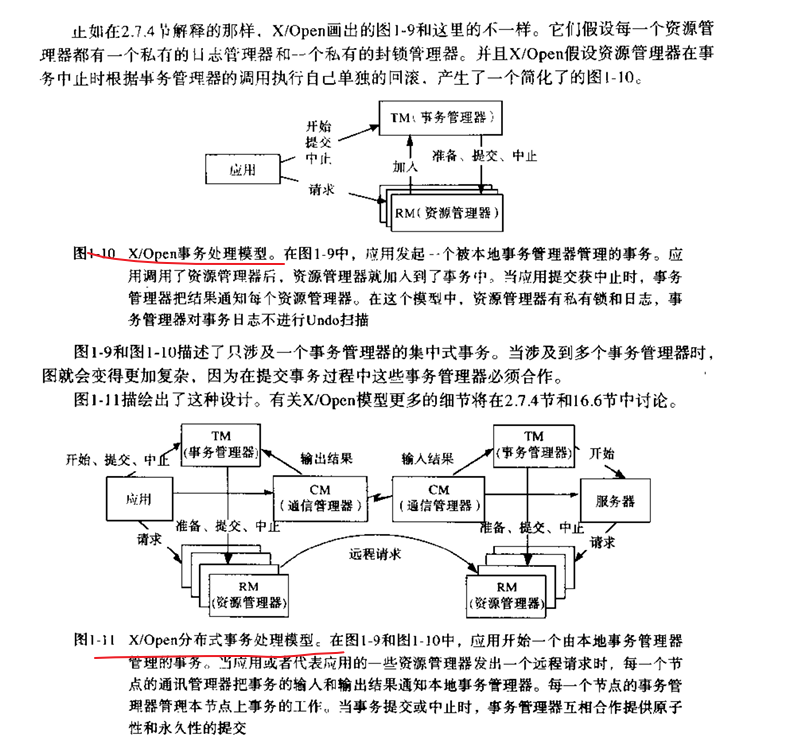 正如在2.7.4节解释的那样，X/Open画出的图1-9和这里的不一样。它们假设每一个资源管
理器都有一个私有的日志管理器和一个私有的封锁管理器。并且X/Open假设资源管理器在事
务中止时根据事务管理器的调用执行自己单独的回滚，产生了一个简化了的图1-10。
TM（事务管理器）
开始
提交
中止
应用
加入
准备、提交、中止
请求
RM（资源管理器）
图1-10 X/Open事务处理模型。在图1-9中，应用发起一个被本地事务管理器管理的事务。应
用调用了资源管理器后，资源管理器就加入到了事务中。当应用提交获中止时，事务
管理器把结果通知每个资源管理器。在这个模型中，资源管理器有私有锁和日志，事
务管理器对事务日志不进行Undo扫描
图1-9和图1-10描述了只涉及一个事务管理器的集中式事务。当涉及到多个事务管理器时，
图就会变得更加复杂，因为在提交事务过程中这些事务管理器必须合作。
图1-11描绘出了这种设计。有关X/Open模型更多的细节将在2.7.4节和16.6节中讨论。
TM
(事务管理器)
TM
(事务管理器)
开始、提交、中止
输出结果
输入结果
开始
应用
CM
（通信管理器）
CM
（通信管理器）
服务器
准备、提交、中止
准备、提交、中止
请求
远程请求
请求
RM
(资源管理器)
RM
(资源管理器)
图1-11 X/Open分布式事务处理模型。在图1-9和图1-10中，应用开始一个由本地事务管理器
管理的事务。当应用或者代表应用的一些资源管理器发出一个远程请求时，每一个节
点的通讯管理器把事务的输入和输出结果通知本地事务管理器。每一个节点的事务管
理器管理本节点上事务的工作。当事务提交或中止时，事务管理器互相合作提供原子
性和永久性的提交